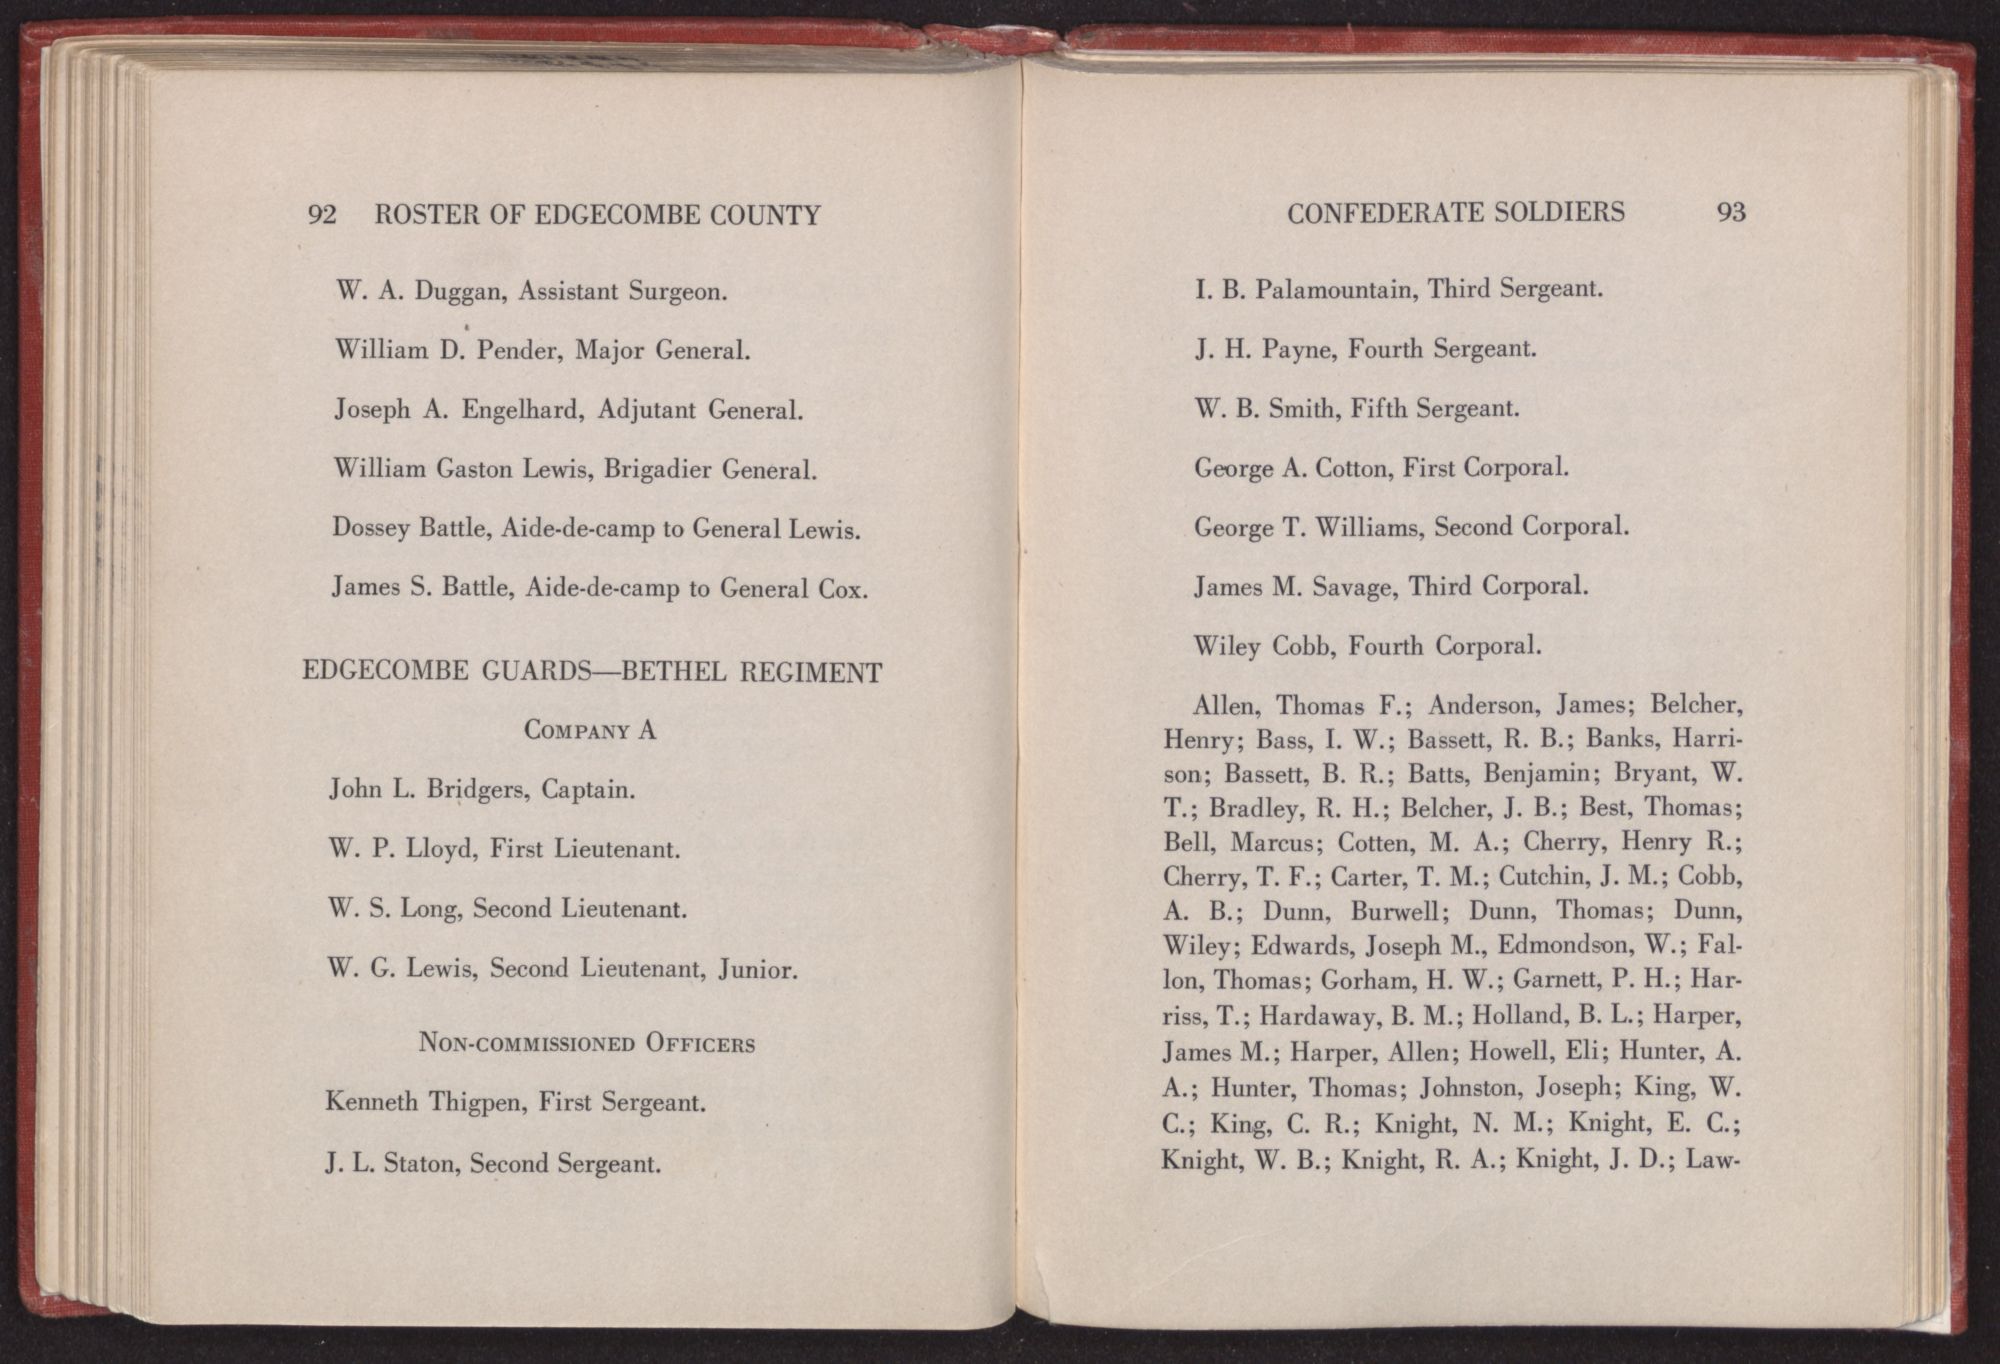 92 ROSTER OF EDGECOMBE COUNTY
W. A. Duggan, Assistant Surgeon.
William D. Pender, Major General.
Joseph A. Engelhard, Adjutant General.
William Gaston Lewis, Brigadier General.
Dossey Battle, Aide-de-camp to General Lewis.
James S. Battle, Aide-de-camp to General Cox.
EDGECOMBE GUARDS—BETHEL REGIMENT
COMPANY A
John L. Bridgers, Captain.
W. P. Lloyd, First Lieutenant.
W. S. Long, Second Lieutenant.
W. G. Lewis, Second Lieutenant, Junior.
NON-COMMISSIONED OFFICERS
Kenneth Thigpen, First Sergeant.
J. L. Staton, Second Sergeant.
CONFEDERATE SOLDIERS 93
I. B. Palamountain, Third Sergeant.
J. H. Payne, Fourth Sergeant.
W. B. Smith, Fifth Sergeant.
George A. Cotton, First Corporal.
George T. Williams, Second Corporal.
James M. Savage, Third Corporal.
Wiley Cobb, Fourth Corporal.
Allen, Thomas F.; Anderson, James; Belcher,
Henry; Bass, I. W.; Bassett, R. B.; Banks, Harri-
son; Bassett, B. R.; Batts, Benjamin; Bryant, W.
T.; Bradley, R. H.; Belcher, J. B.; Best, Thomas;
Bell, Marcus; Cotten, M. A.; Cherry, Henry R.;
Cherry, T. F.; Carter, T. M.; Cutchin, J. M.; Cobb,
A. B.; Dunn, Burwell; Dunn, Thomas; Dunn,
Wiley; Edwards, Joseph M., Edmondson, W.; Fal-
lon, Thomas; Gorham, H. W.; Garnett, P. H.; Har-
riss, T.; Hardaway, B. M.; Holland, B. L.; Harper,
James M.; Harper, Allen; Howell, Eli; Hunter, A.
A.; Hunter, Thomas; Johnston, Joseph; King, W.
C.; King, C. R.; Knight, N. M.; Knight, E. C.;
Knight, W. B.; Knight, R. A.; Knight, J. D.; Law-